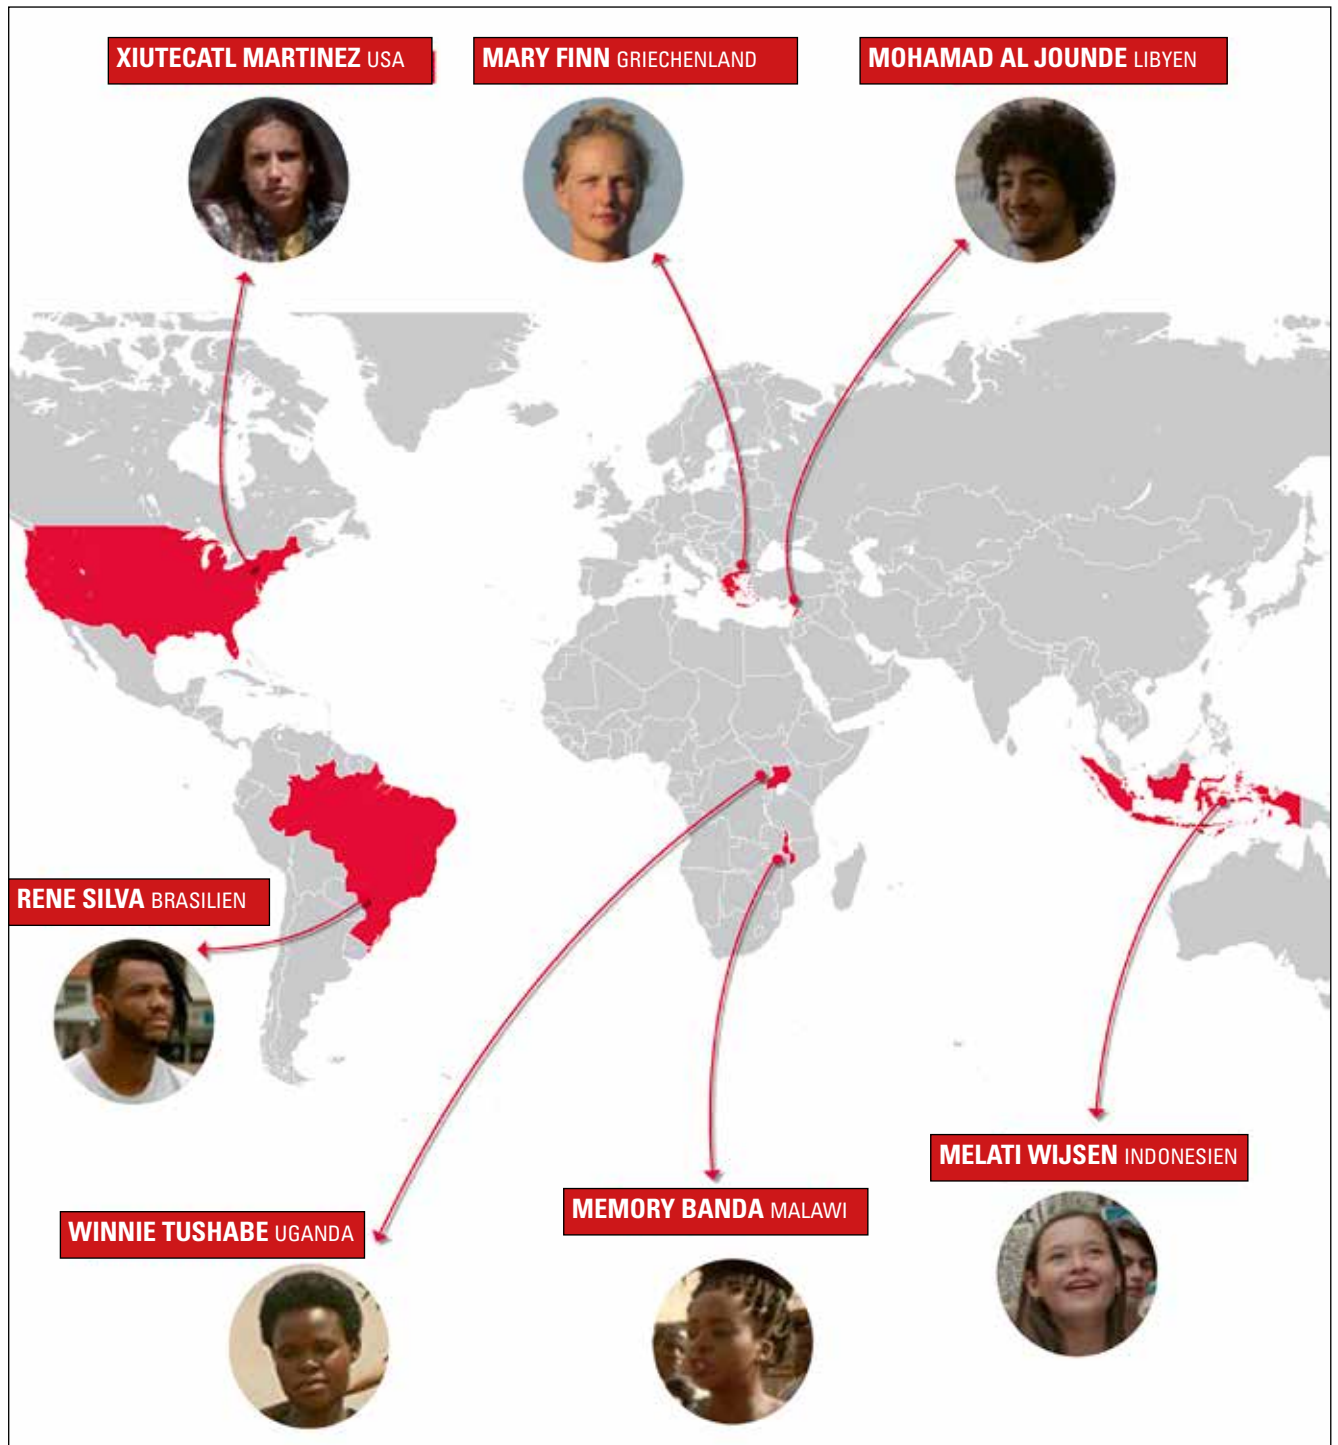 XIUTECATL MARTINEZ USA
MARY FINN GRIECHENLAND
MOHAMAD AL JOUNDE LIBYEN
RENE SILVA BRASILIEN
MELATI WIJSEN INDONESIEN
MEMORY BANDA MALAWI
WINNIE TUSHABE UGANDA